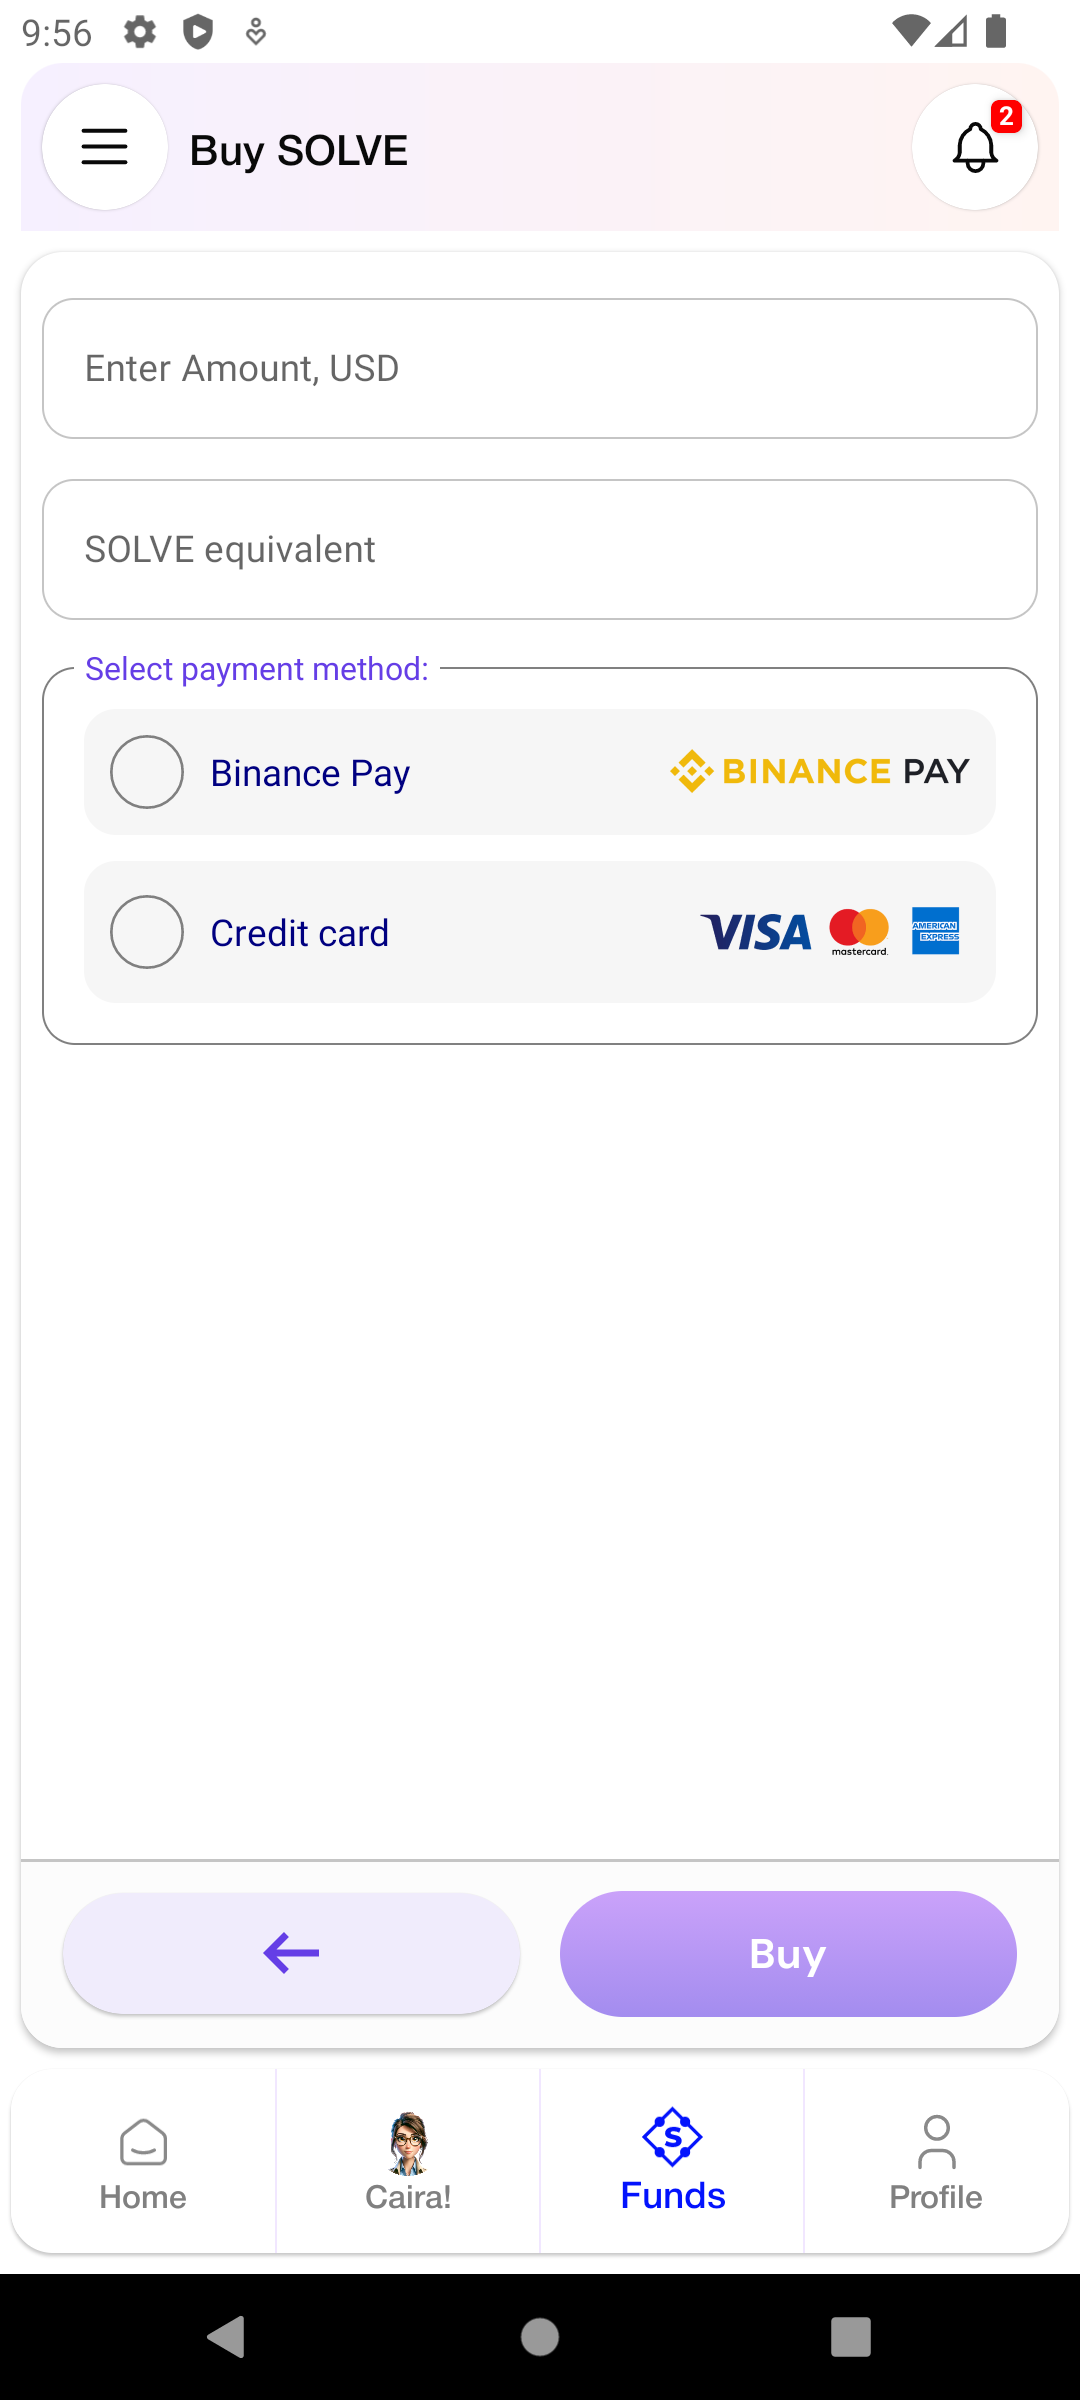 9:56
Buy SOLVE
2
Enter Amount, USD
SOLVE equivalent
Select payment method:
Binance Pay
BINANCE PAY
Credit card
VISA
mastercard.
AMERICAN
EXPRESS
Buy
Home
Caira!
S
Funds
Profile